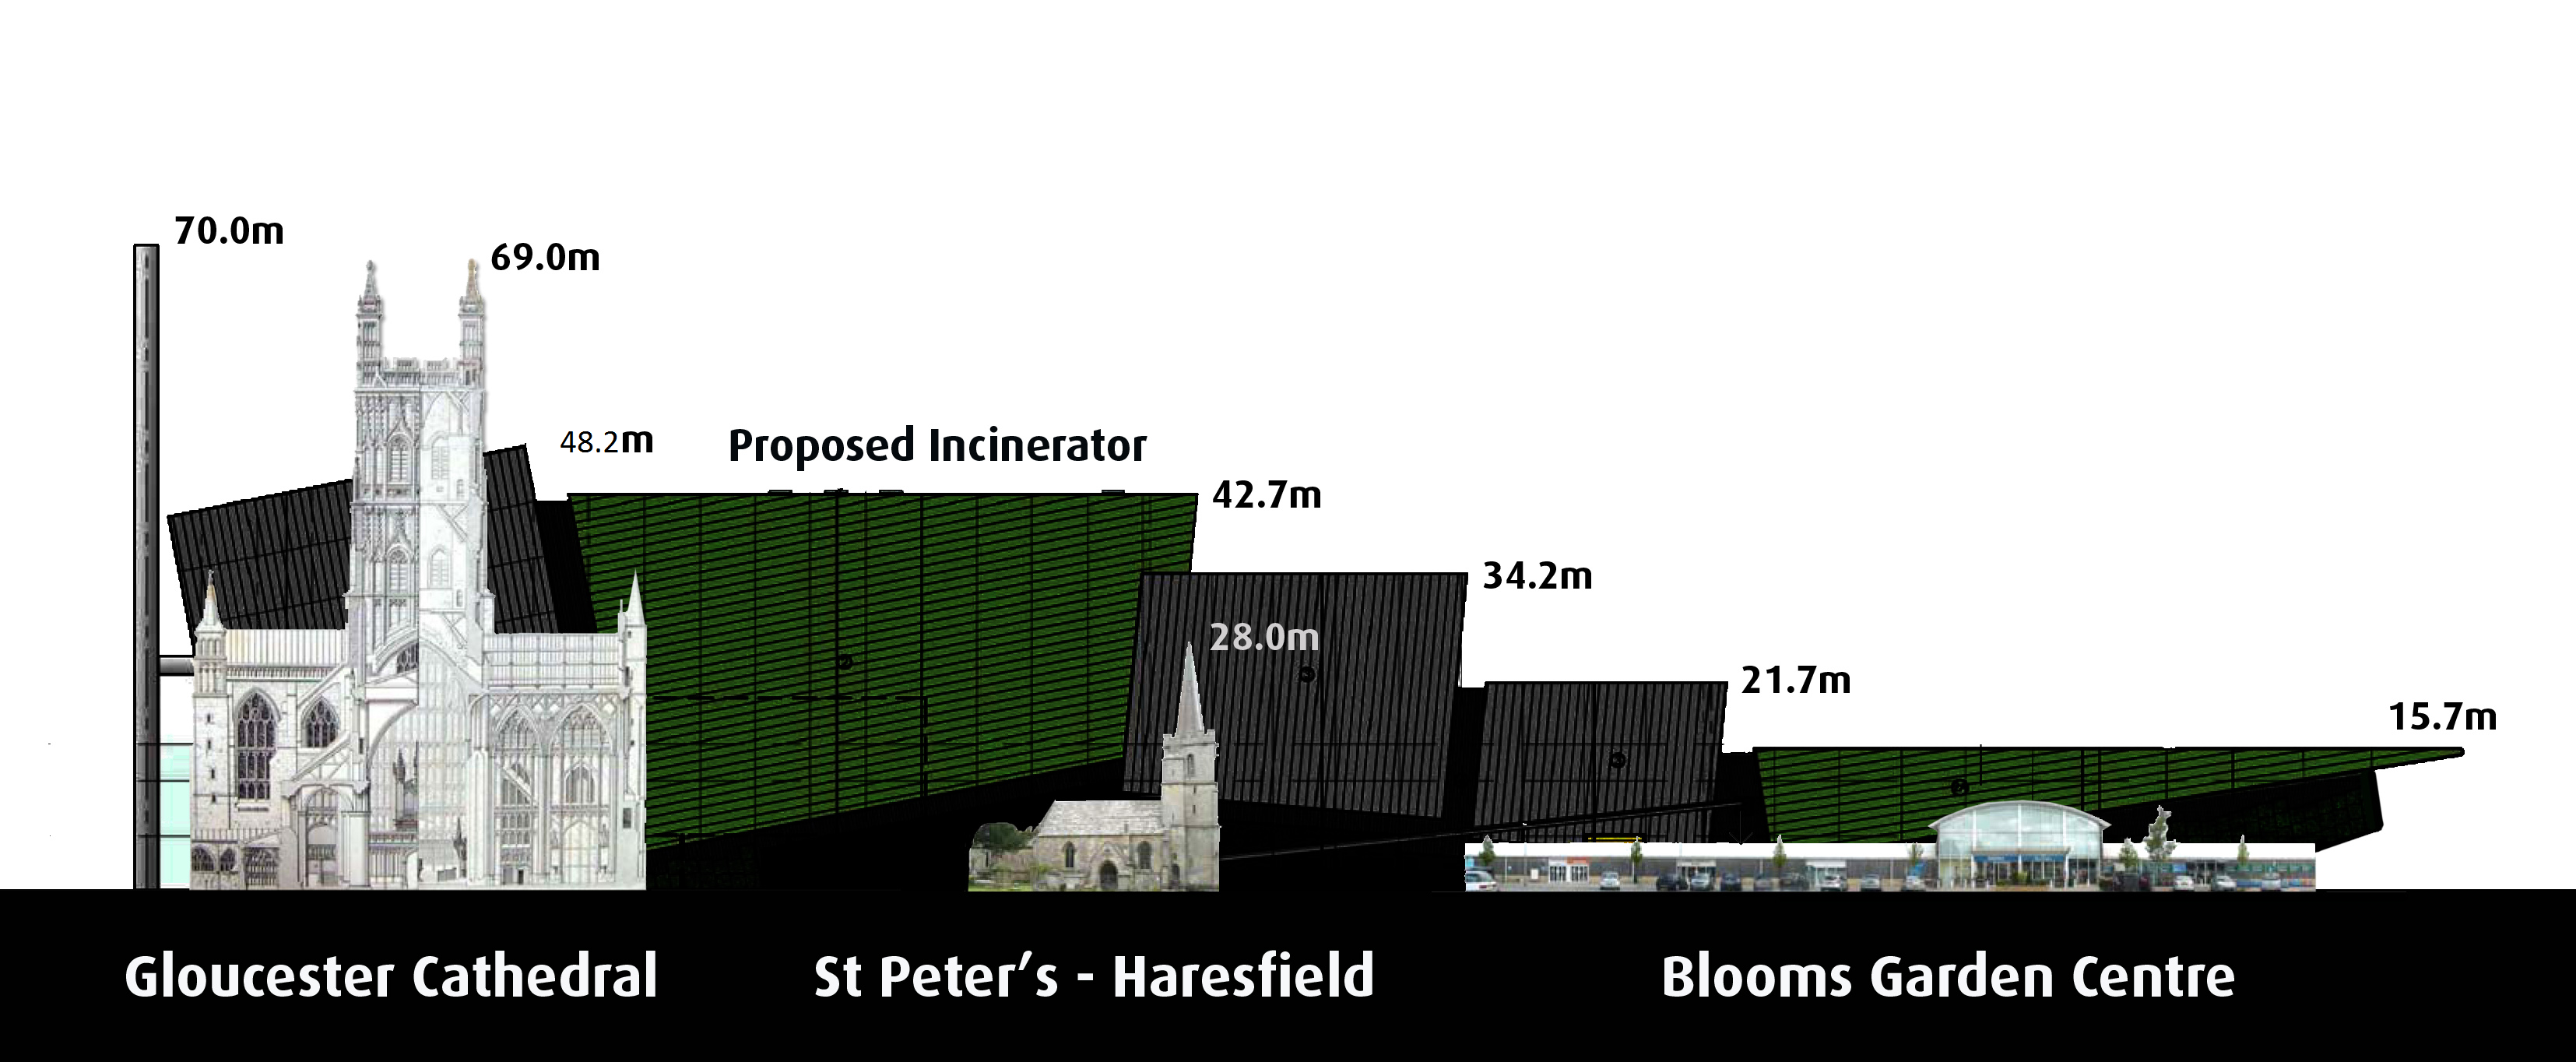 70.0m
69.0m
48.2m
Proposed Incinerator
42.7m
34.2m
28.0m
21.7m
15.7m
Gloucester Cathedral
St Peter's - Haresfield
Blooms Garden Centre